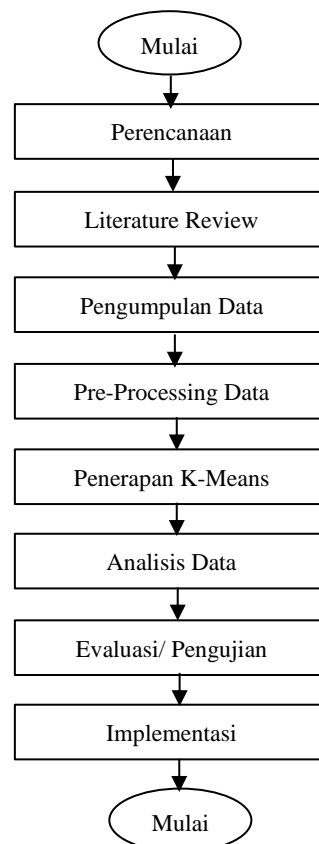 Mulai
Perencanaan
Literature Review
Pengumpulan Data
Pre-Processing Data
Penerapan K-Means
Analisis Data
Evaluasi/ Pengujian
Implementasi
Mulai